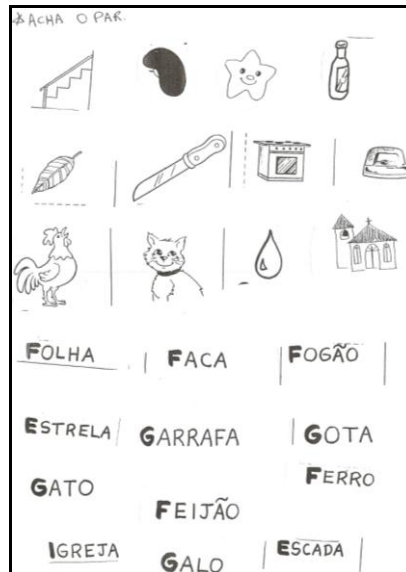 *ACHA O PAR.
FOLHA FACA FOGÃO
ESTRELA GARRAFA GOTA
GATO FERRO
FEIJÃO
IGREJA GALO ESCADA